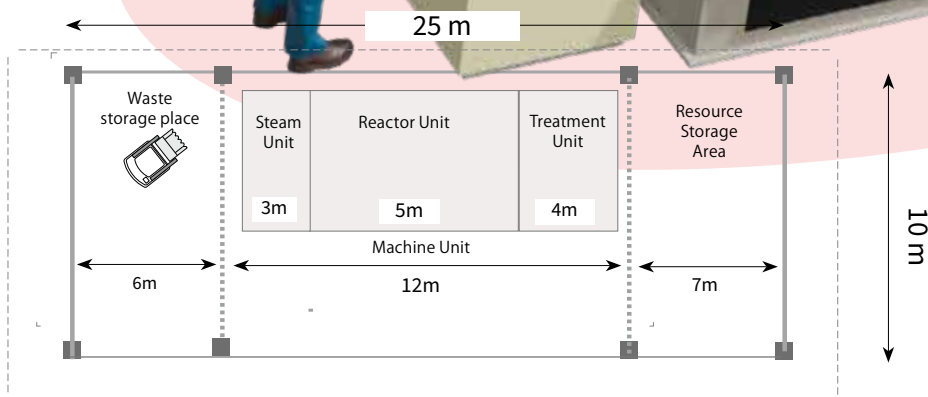 25 m
Waste
storage place
Steam
Unit
Reactor Unit
Treatment
Unit
Resource
Storage
Area
3m
5m
4m
Machine Unit
6m
12m
7m
10 m